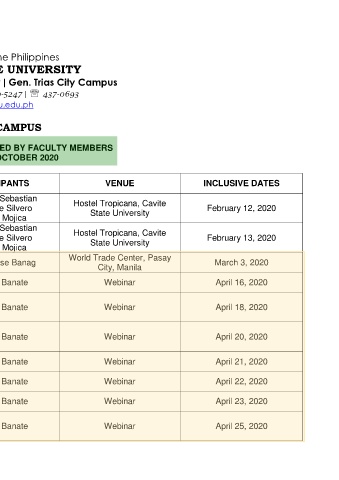 he Philippines
E UNIVERSITY
| Gen. Trias City Campus
-5247 | ☏ 437-0693
u.edu.ph
CAMPUS
ED BY FACULTY MEMBERS
OCTOBER 2020
IPANTS VENUE INCLUSIVE DATES
Sebastian
e Silvero
Mojica
Hostel Tropicana, Cavite
State University
February 12, 2020
Sebastian
e Silvero
Mojica
Hostel Tropicana, Cavite
State University
February 13, 2020
se Banag
World Trade Center, Pasay
City, Manila
March 3, 2020
Banate Webinar April 16, 2020
Banate Webinar April 18, 2020
Banate Webinar April 20, 2020
Banate Webinar April 21, 2020
Banate Webinar April 22, 2020
Banate Webinar April 23, 2020
Banate Webinar April 25, 2020